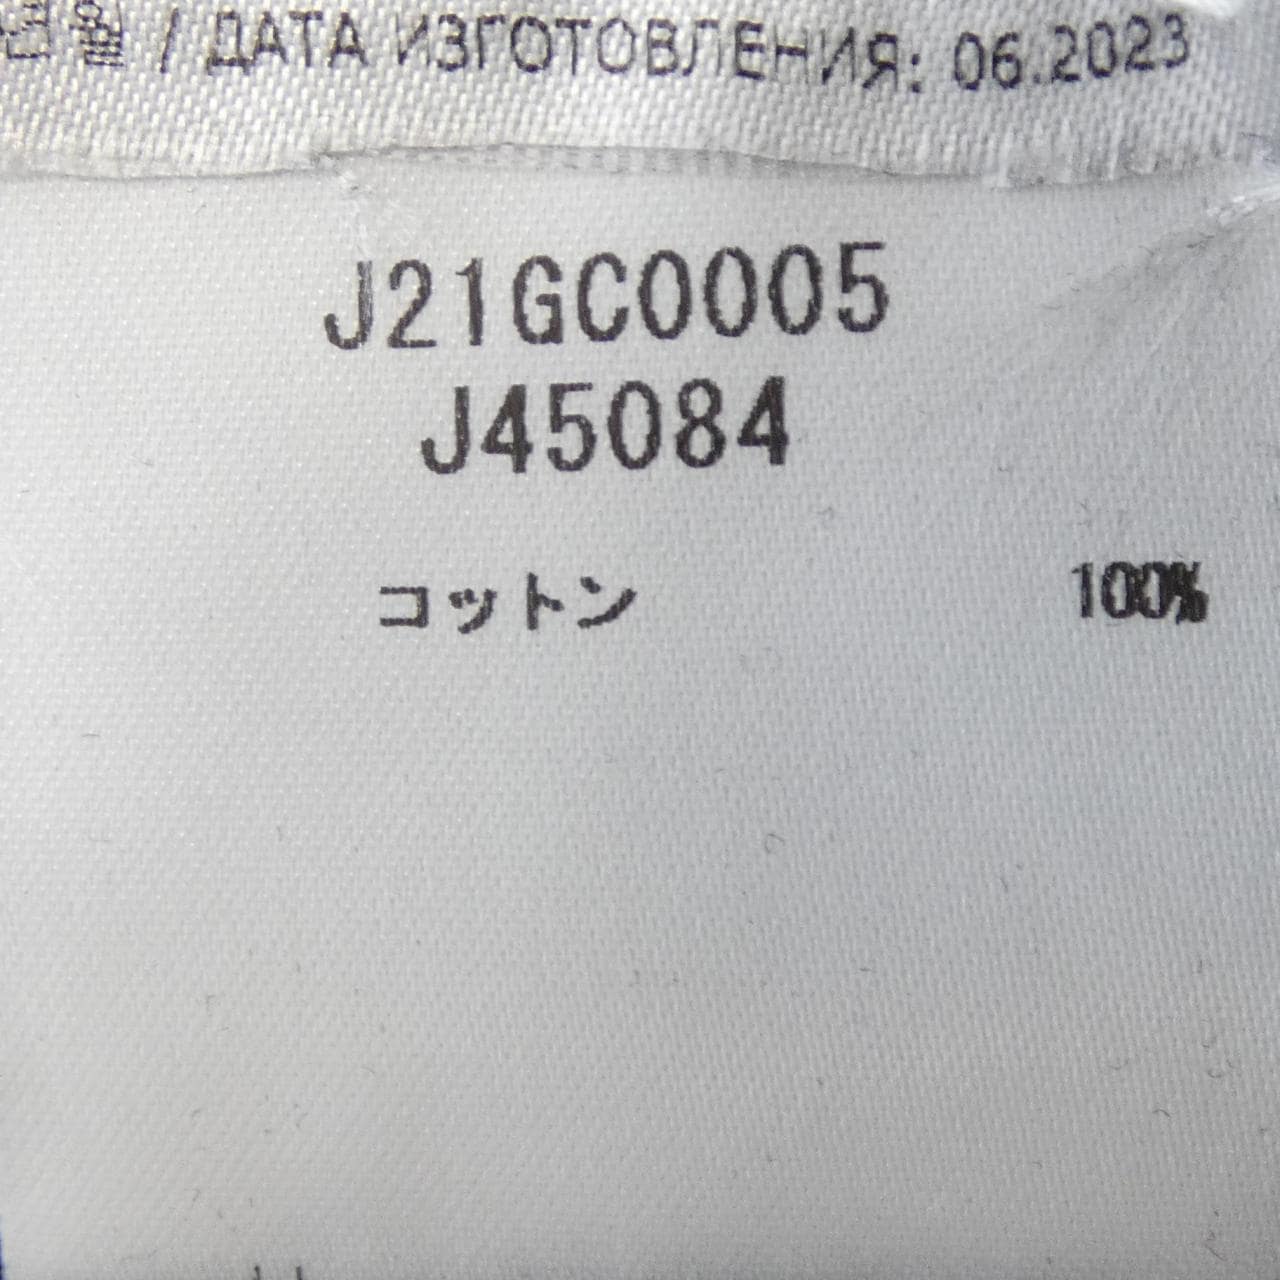 / ДАТА ИЗГОТОВЛЕНИЯ: 06.2023
J21GC0005
J45084
コットン 100%